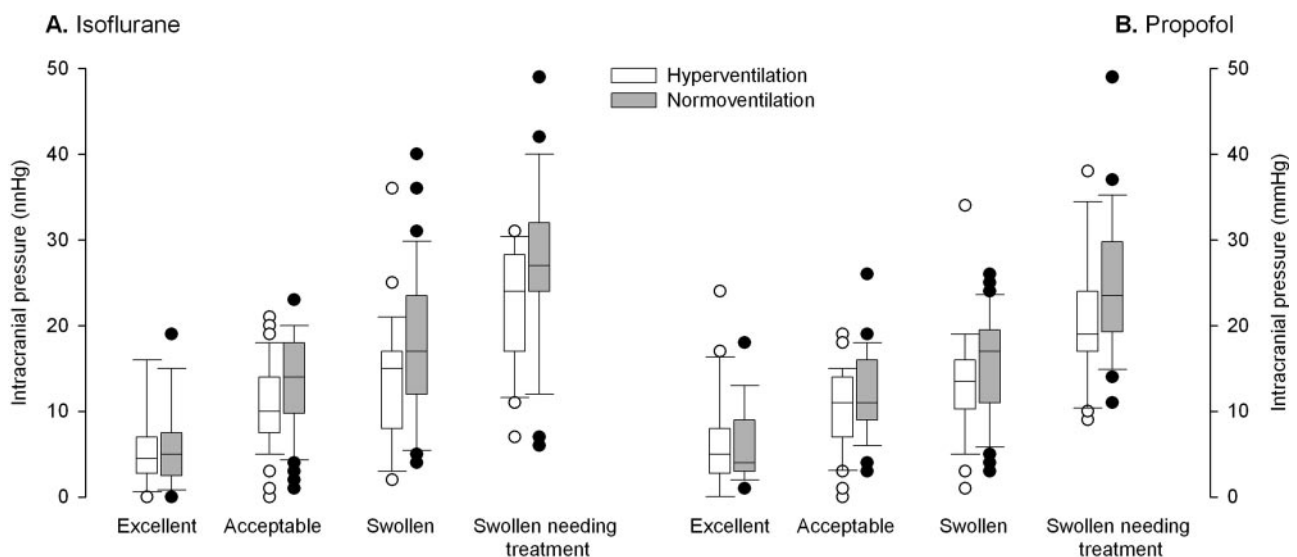 A. Isoflurane
B. Propofol
Hyperventilation
Normoventilation
Intracranial pressure (nnHg)
50
40
30
20
10
0
Excellent
Acceptable
Swollen
Swollen needing
treatment
Excellent
Acceptable
Swollen
Swollen needing
treatment
50
40
30
20
10
0
Intracranial pressure (mmHg)